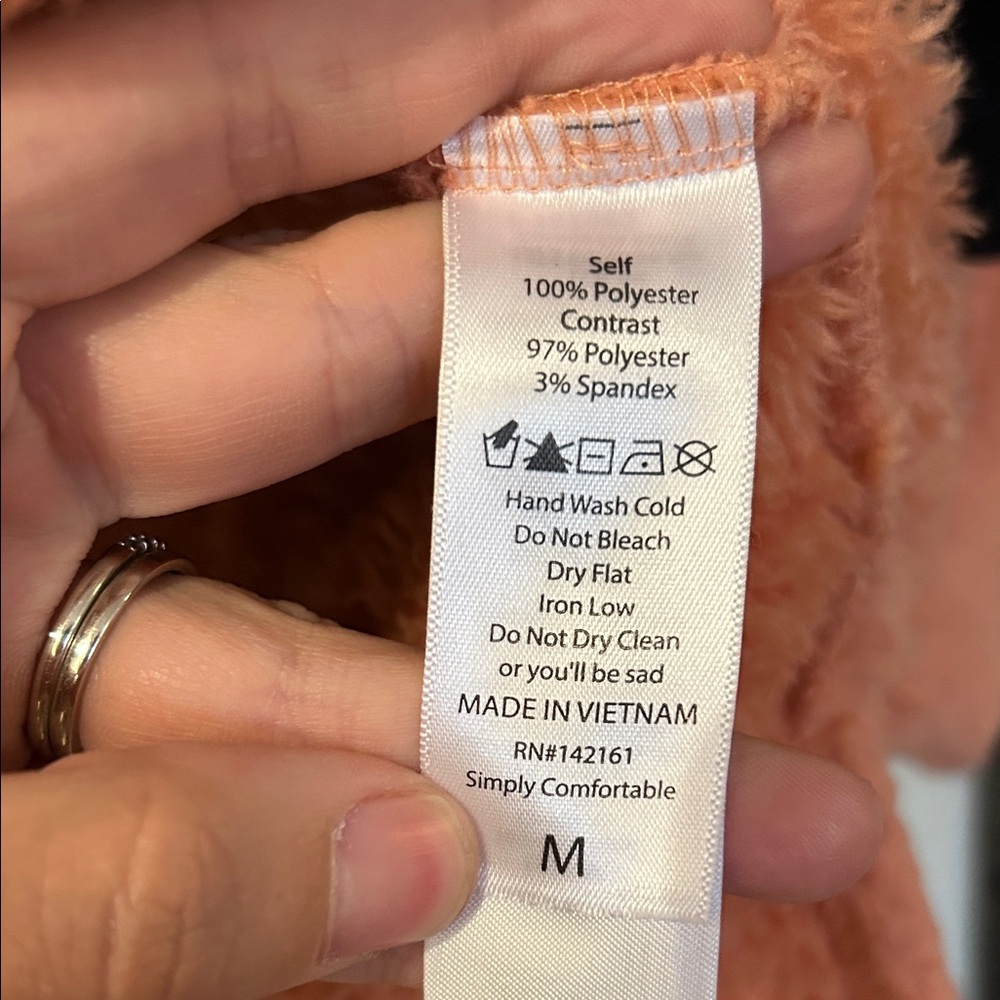 Self
100% Polyester
Contrast
97% Polyester
3% Spandex
Hand Wash Cold
Do Not Bleach
Dry Flat
Iron Low
Do Not Dry Clean
or you'll be sad
MADE IN VIETNAM
RN#142161
Simply Comfortable
M